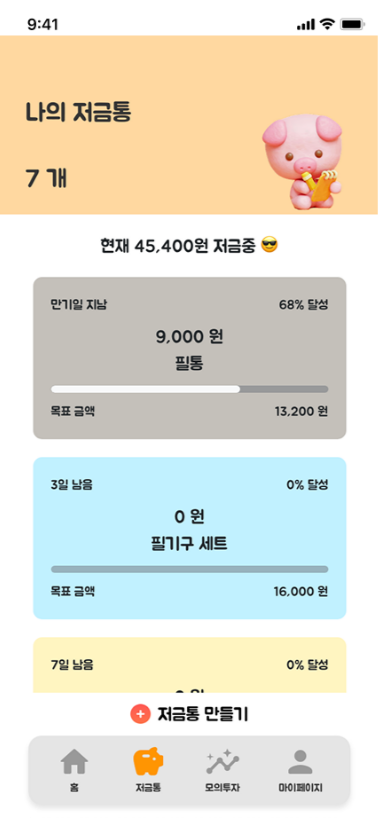 9:41
나의 저금통
7 개
현재 45,400원 저금중 😎
만기일 지남 68% 달성
9,000 원
필통
목표 금액 13,200 원
3일 남음 0% 달성
0 원
필기구 세트
목표 금액 16,000 원
7일 남음 0% 달성
저금통 만들기
홈 저금통 모의투자 마이페이지